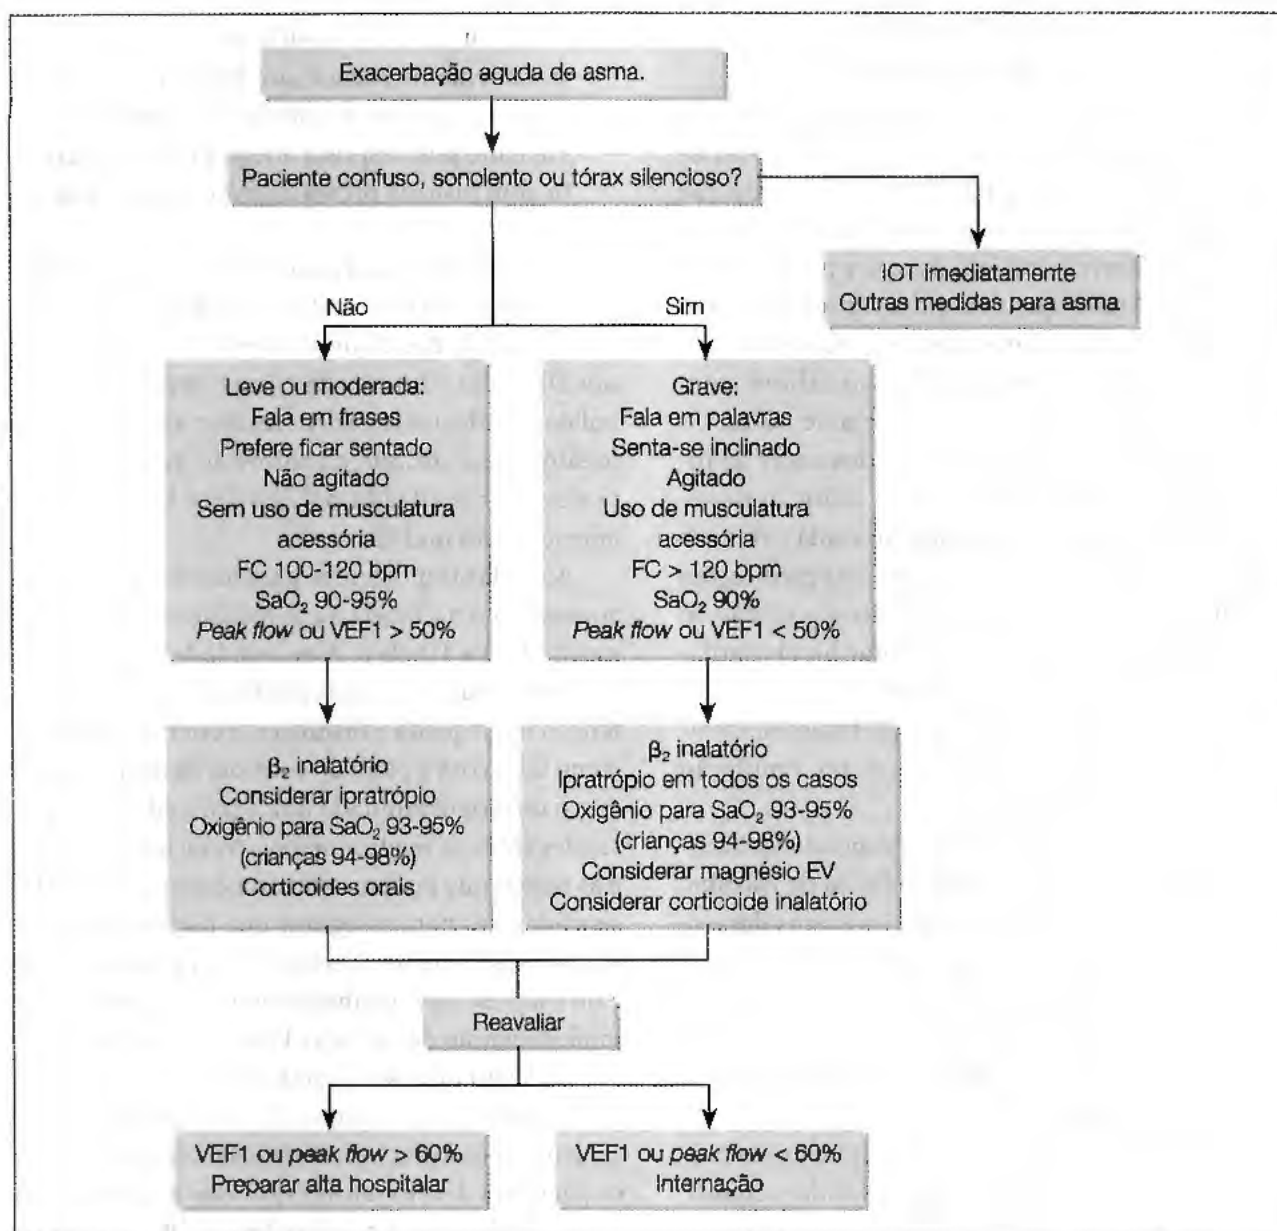 Exacerbação aguda de asma.
Paciente confuso, sonolento ou tórax silencioso?
IOT imediatamente
Outras medidas para asma
Não
Sim
Leve ou moderada:
Fala em frases
Prefere ficar sentado
Não agitado
Sem uso de musculatura
acessória
FC 100-120 bpm
SaO₂ 90-95%
Peak flow ou VEF1 > 50%
Grave:
Fala em palavras
Senta-se inclinado
Agitado
Uso de musculatura
acessória
FC > 120 bpm
SaO₂ 90%
Peak flow ou VEF1 < 50%
β₂ inalatório
Considerar ipratrópio
Oxigênio para SaO₂ 93-95%
(crianças 94-98%)
Corticoides orais
β₂ inalatório
Ipratrópio em todos os casos
Oxigênio para SaO₂ 93-95%
(crianças 94-98%)
Considerar magnésio EV
Considerar corticoide inalatório
Reavaliar
VEF1 ou peak flow > 60%
Preparar alta hospitalar
VEF1 ou peak flow < 60%
Internação